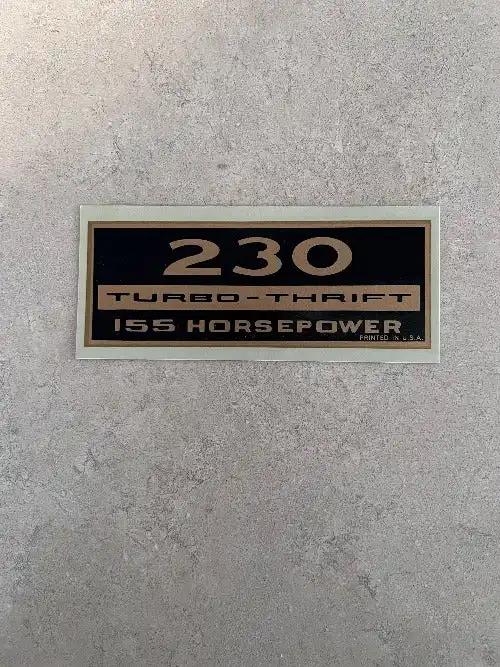 230
TURBO-THRIFT
155 HORSEPOWER
PRINTED IN U.S.A.